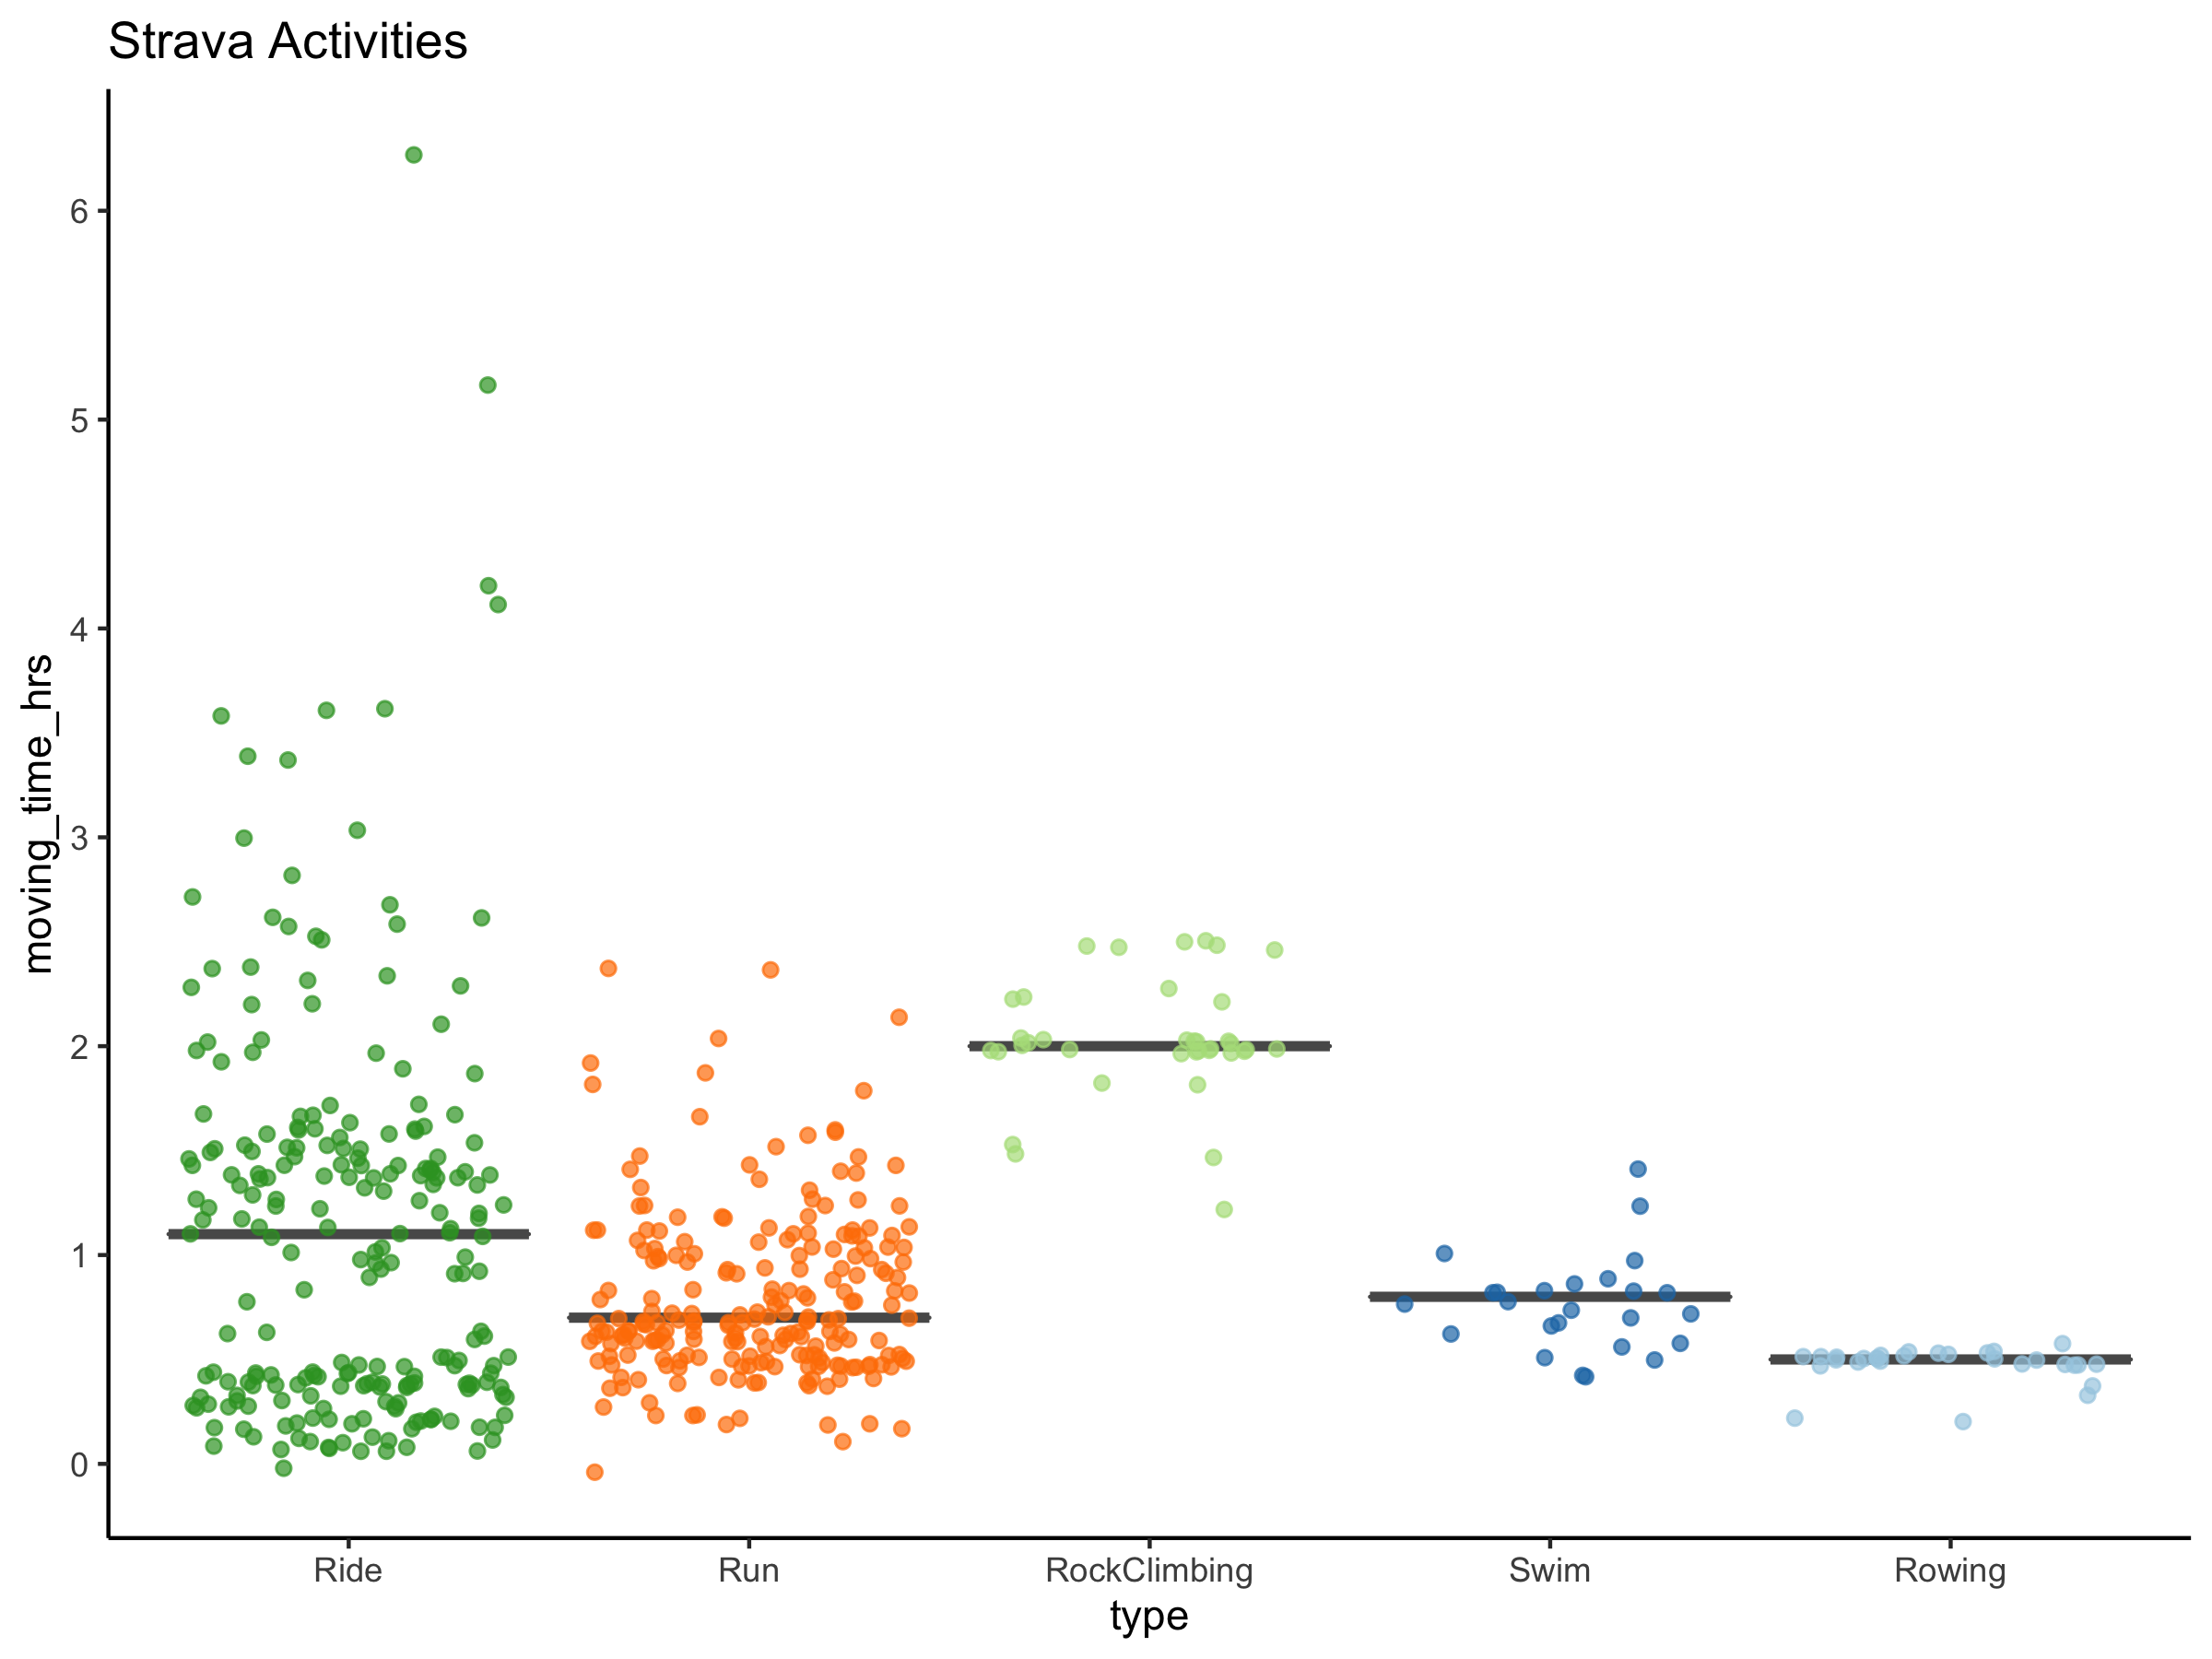 Strava Activities
moving_time_hrs
6
5
4
3
2
1
0
Ride Run RockClimbing Swim Rowing
type